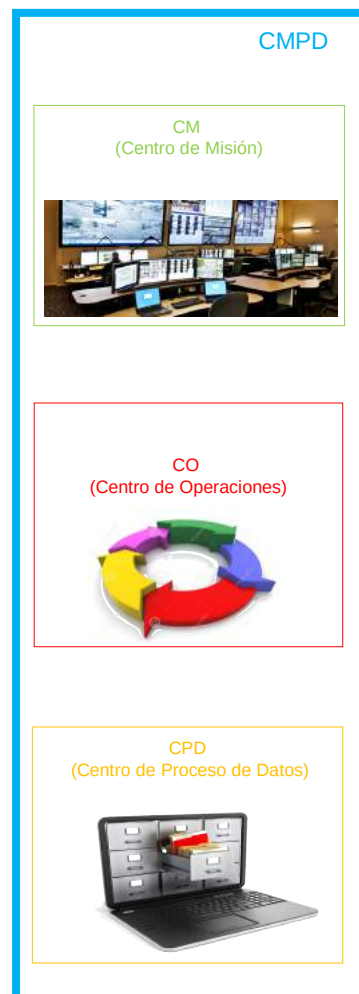 CMPD
CM
(Centro de Misión)
CO
(Centro de Operaciones)
CPD
(Centro de Proceso de Datos)